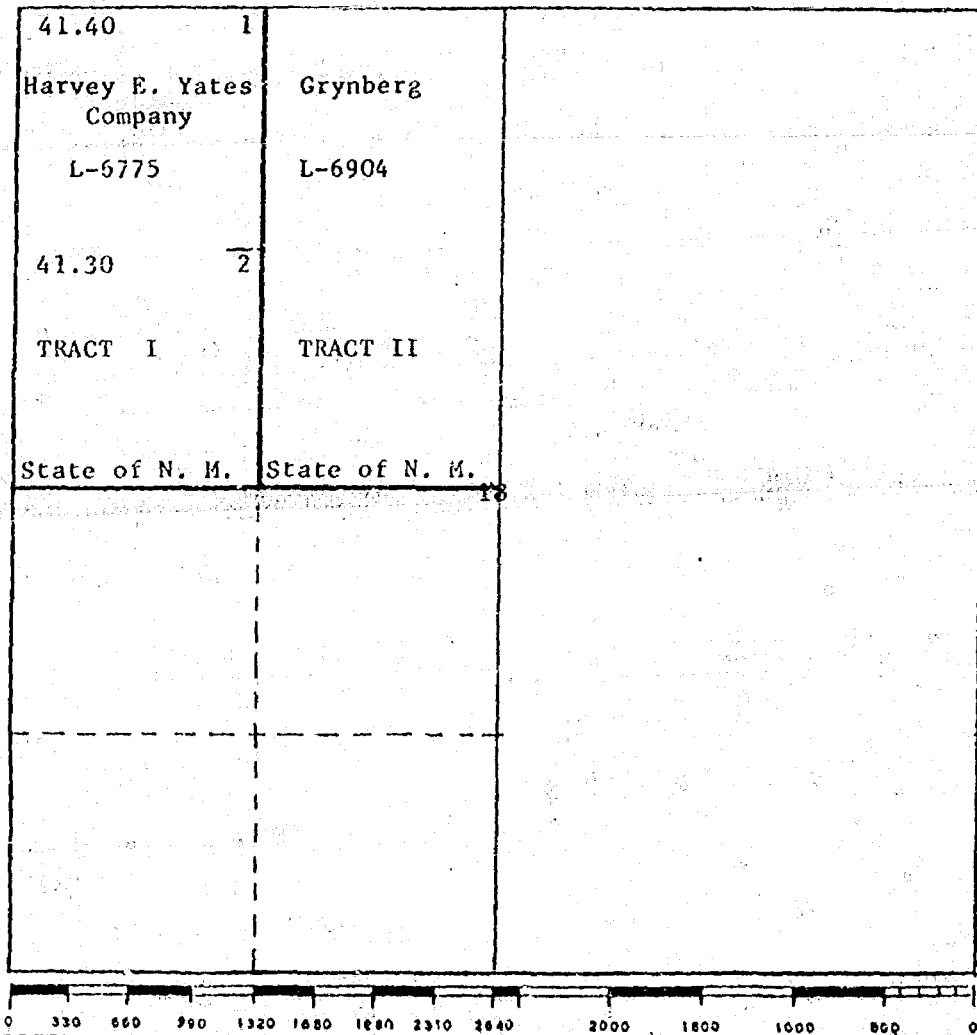 41.40 1
Harvey E. Yates
Company
L-6775
41.30 2
TRACT I
State of N. M.
Grynberg
L-6904
TRACT II
State of N. M.
18
0 330 660 990 1320 1650 1980 2310 2640 2000 1500 1000 500 0